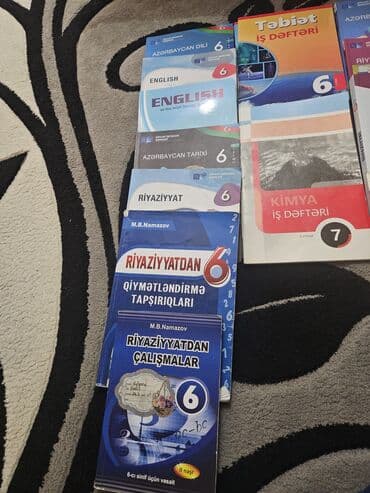 AZƏRBAYCAN DİLİ 6
ENGLISH 6
ENGLISH
AZƏRBAYCAN TARİXİ 6
RİYAZİYYAT 6
M.B.Namazov
RİYAZİYYATDAN 6
QİYMƏTLƏNDİRMƏ
TAPŞIRIQLARI
M.B.Namazov
RİYAZİYYATDAN
ÇALIŞMALAR
6
6-cı sinif üçün vəsait
Təbiət
İŞ DƏFTƏRİ
6
KİMYA
İŞ DƏFTƏRİ
7